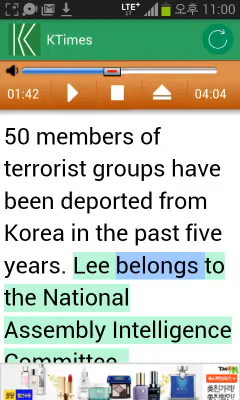 LTE+
오후 11:00
KTimes
01:42
04:04
50 members of
terrorist groups have
been deported from
Korea in the past five
years. Lee belongs to
the National
Assembly Intelligence
Committee.